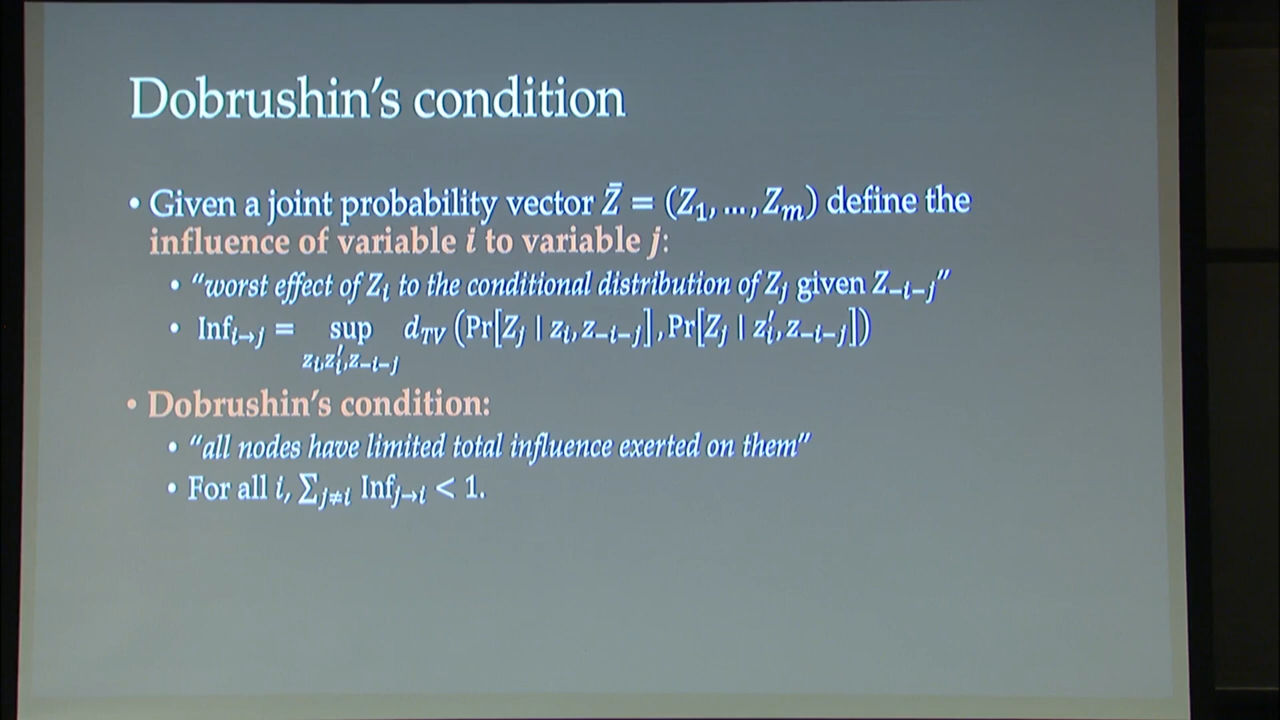 Dobrushin's condition
• Given a joint probability vector Z̄ = (Z₁, ..., Zₘ) define the
influence of variable i to variable j:
• “worst effect of Zᵢ to the conditional distribution of Zⱼ given Z₋ᵢ₋ⱼ”
• Infᵢ→ⱼ = sup d_TV (Pr[Zⱼ | zᵢ, z₋ᵢ₋ⱼ], Pr[Zⱼ | z′ᵢ, z₋ᵢ₋ⱼ])
zᵢ,z′ᵢ,z₋ᵢ₋ⱼ
• Dobrushin's condition:
• “all nodes have limited total influence exerted on them”
• For all i, ∑ⱼ≠ᵢ Infⱼ→ᵢ < 1.